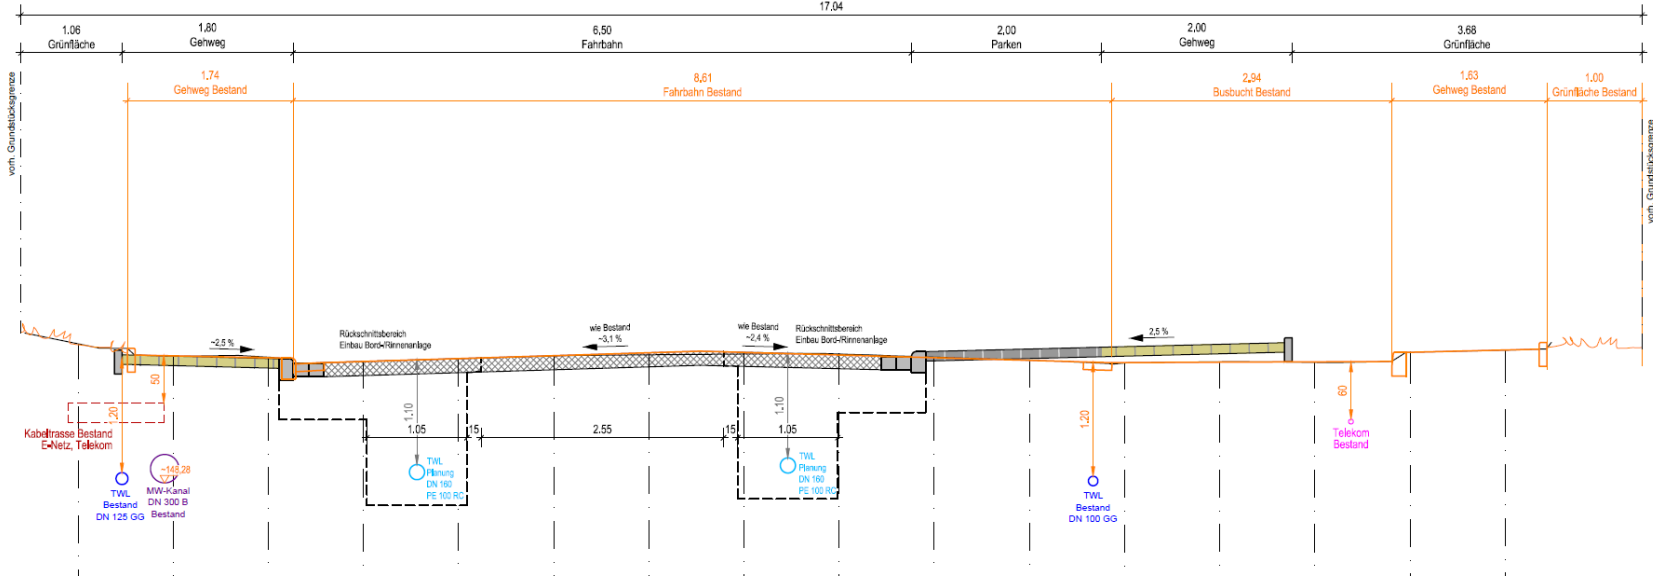 17.04
1.06
Grünfläche
1,80
Gehweg
6,50
Fahrbahn
2,00
Parken
2,00
Gehweg
3.68
Grünfläche
1.74
Gehweg Bestand
8,61
Fahrbahn Bestand
2,94
Busbucht Bestand
1.63
Gehweg Bestand
1.00
Grünfläche Bestand
vorh. Grundstücksgrenze
vorh. Grundstücksgrenze
~2.5 %
Rückschnittsbereich
Einbau Bord-/Rinnenanlage
wie Bestand
~3,1 %
wie Bestand
~2,4 %
Rückschnittsbereich
Einbau Bord-/Rinnenanlage
2,5 %
50
1.20
1.10
1.10
1.20
60
1.05
15
2.55
15
1.05
Kabeltrasse Bestand
E-Netz, Telekom
TWL
Bestand
DN 125 GG
~148,28
MW-Kanal
DN 300 B
Bestand
TWL
Planung
DN 160
PE 100 RC
TWL
Planung
DN 160
PE 100 RC
TWL
Bestand
DN 100 GG
Telekom
Bestand